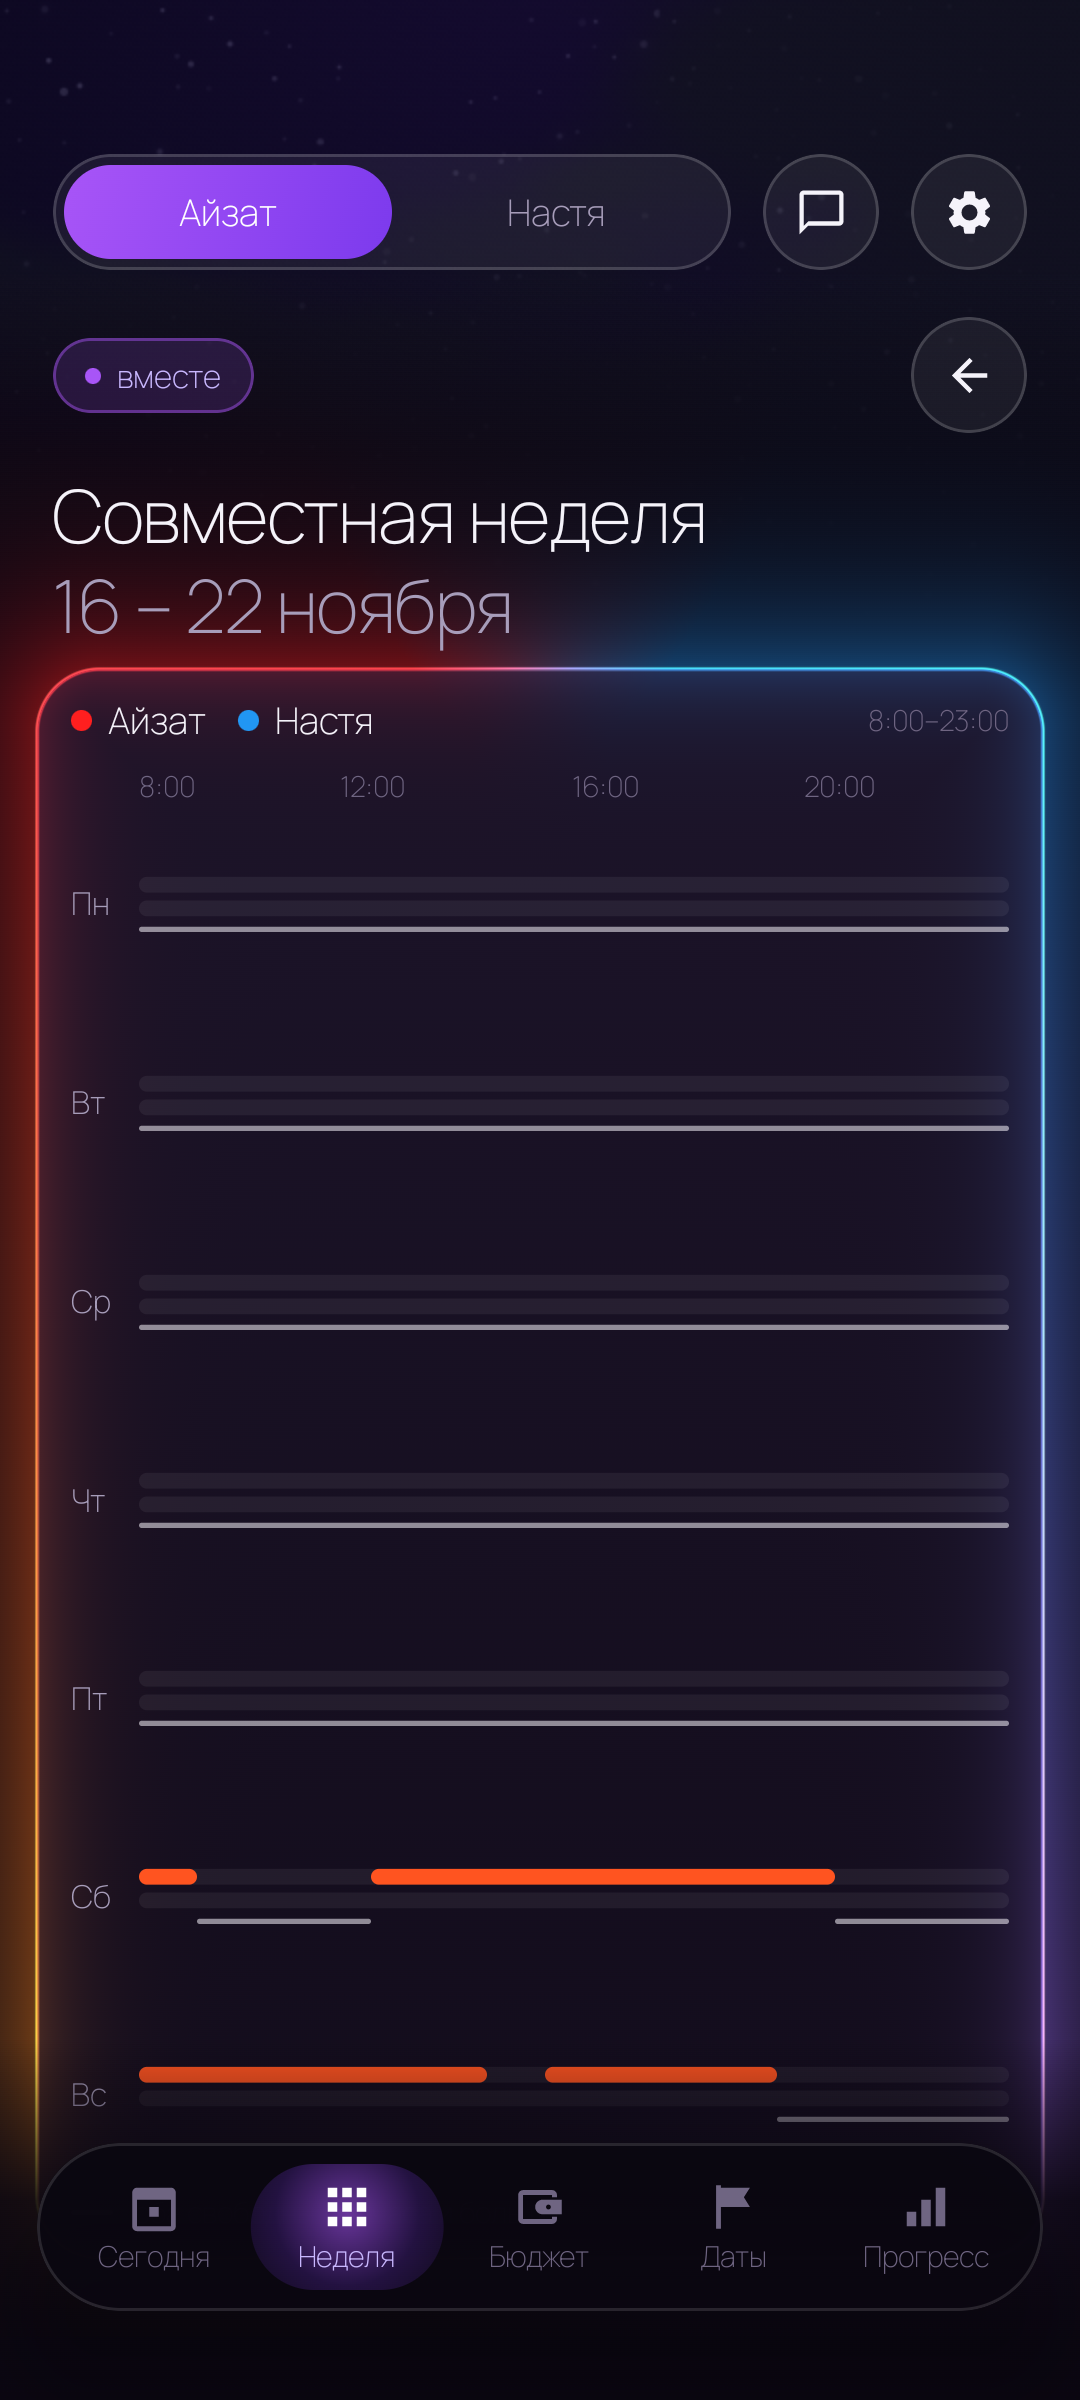 Айзат Настя
вместе
Совместная неделя
16 – 22 ноября
Айзат Настя 8:00–23:00
8:00 12:00 16:00 20:00
Пн
Вт
Ср
Чт
Пт
Сб
Вс
Сегодня Неделя Бюджет Даты Прогресс